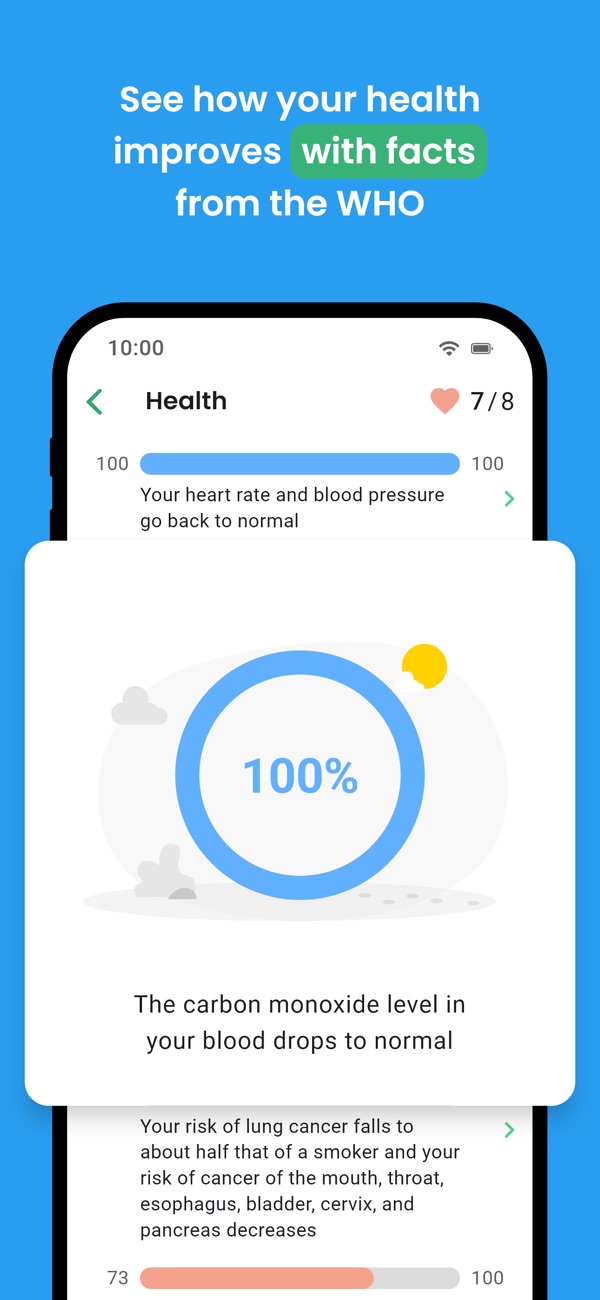 See how your health
improves with facts
from the WHO
10:00
Health
7/8
100
100
Your heart rate and blood pressure
go back to normal
100%
The carbon monoxide level in
your blood drops to normal
Your risk of lung cancer falls to
about half that of a smoker and your
risk of cancer of the mouth, throat,
esophagus, bladder, cervix, and
pancreas decreases
73
100